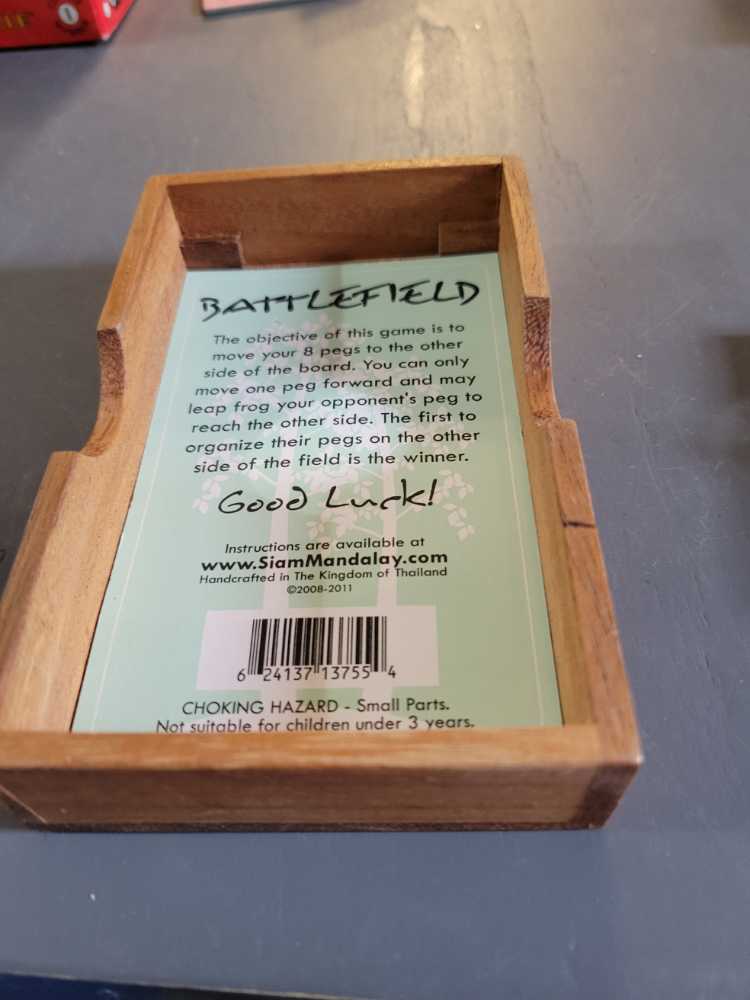 BATTLEFIELD
The objective of this game is to
move your 8 pegs to the other
side of the board. You can only
move one peg forward and may
leap frog your opponent's peg to
reach the other side. The first to
organize their pegs on the other
side of the field is the winner.
Good Luck!
Instructions are available at
www.SiamMandalay.com
Handcrafted in The Kingdom of Thailand
©2008-2011
6 24137 13755 4
CHOKING HAZARD - Small Parts.
Not suitable for children under 3 years.